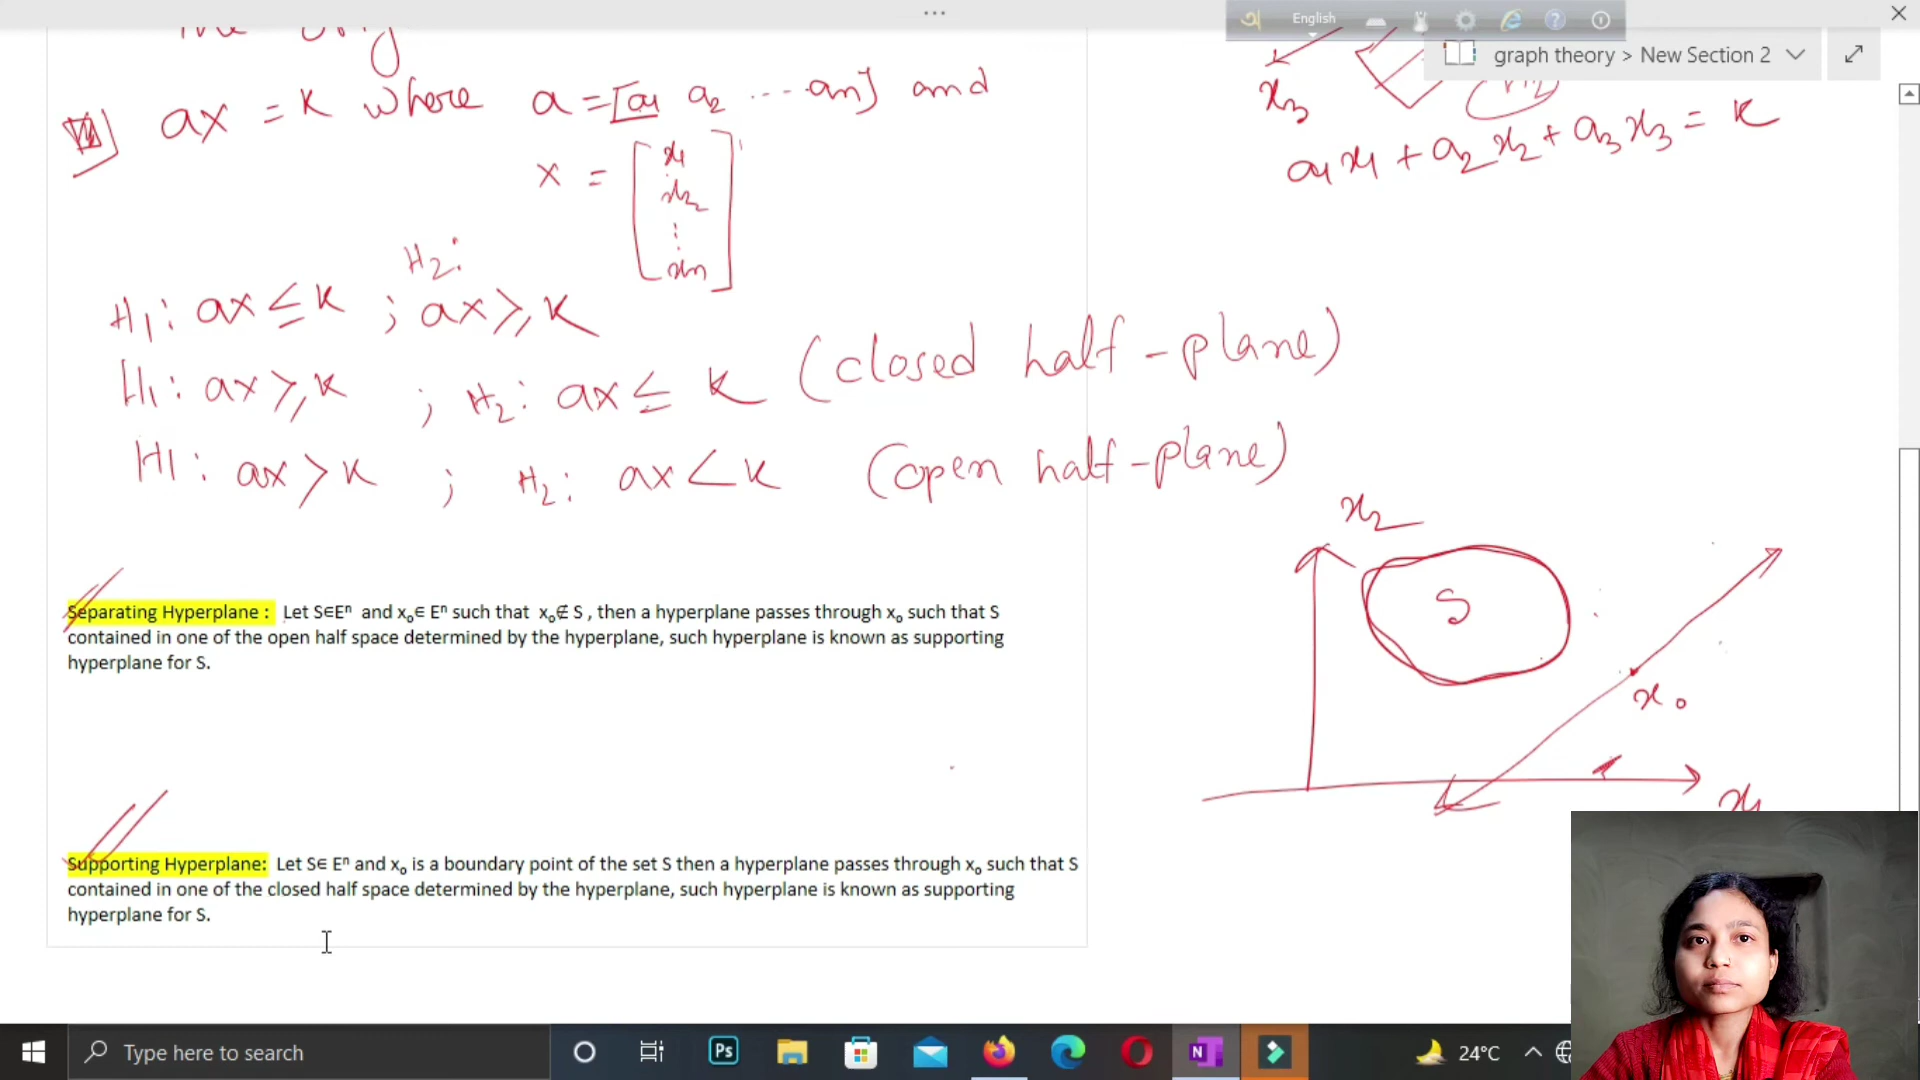 English
graph theory > New Section 2
x3
ax = K where a = [a1 a2 ... an] and
x = [x1 x2 ⋮ xn]
a1x1 + a2x2 + a3x3 = K
H2:
H1: ax ≤ K ; ax ≥ K
H1: ax ≥ K ; H2: ax ≤ K (closed half-plane)
H1: ax > K ; H2: ax < K (open half-plane)
x2
S
x0
x1
Separating Hyperplane : Let S∈Eⁿ and x₀∈ Eⁿ such that x₀∉ S , then a hyperplane passes through x₀ such that S
contained in one of the open half space determined by the hyperplane, such hyperplane is known as supporting
hyperplane for S.
Supporting Hyperplane: Let S∈ Eⁿ and x₀ is a boundary point of the set S then a hyperplane passes through x₀ such that S
contained in one of the closed half space determined by the hyperplane, such hyperplane is known as supporting
hyperplane for S.
Type here to search
Ps
N
24°C